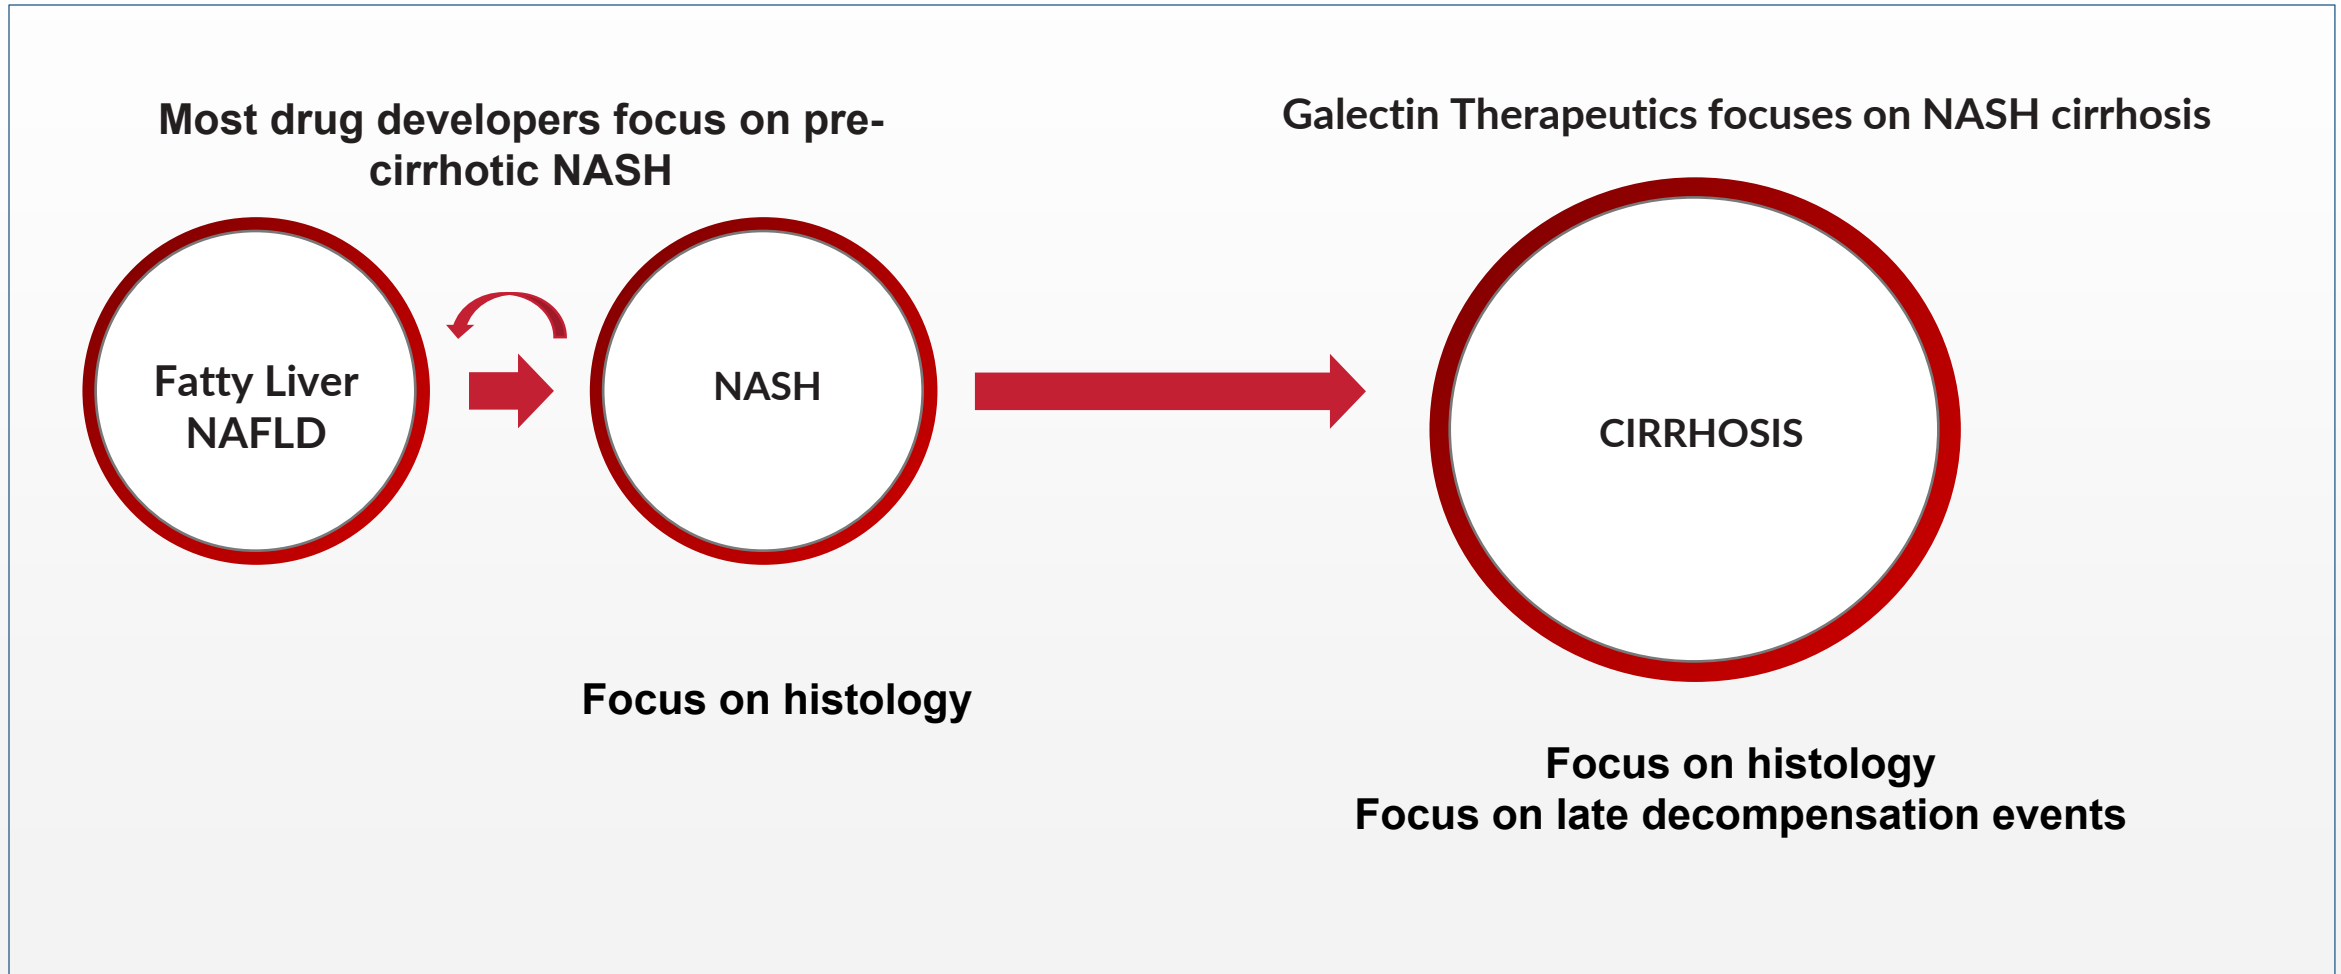 Most drug developers focus on pre-
cirrhotic NASH
Galectin Therapeutics focuses on NASH cirrhosis
Fatty Liver
NAFLD
NASH
CIRRHOSIS
Focus on histology
Focus on histology
Focus on late decompensation events